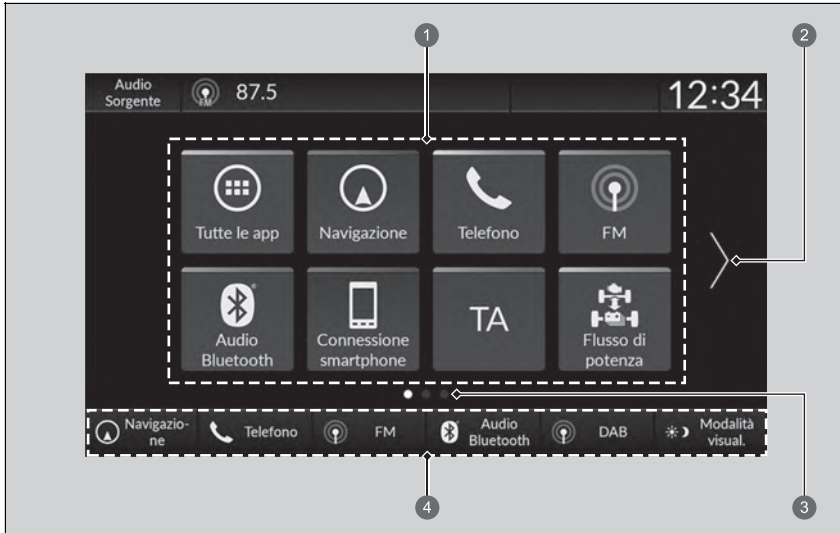 1
2
Audio
Sorgente
FM
87.5
12:34
Tutte le app
Navigazione
Telefono
FM
Audio
Bluetooth
Connessione
smartphone
TA
Flusso di
potenza
Navigazio-
ne
Telefono
FM
Audio
Bluetooth
DAB
Modalità
visual.
4
3